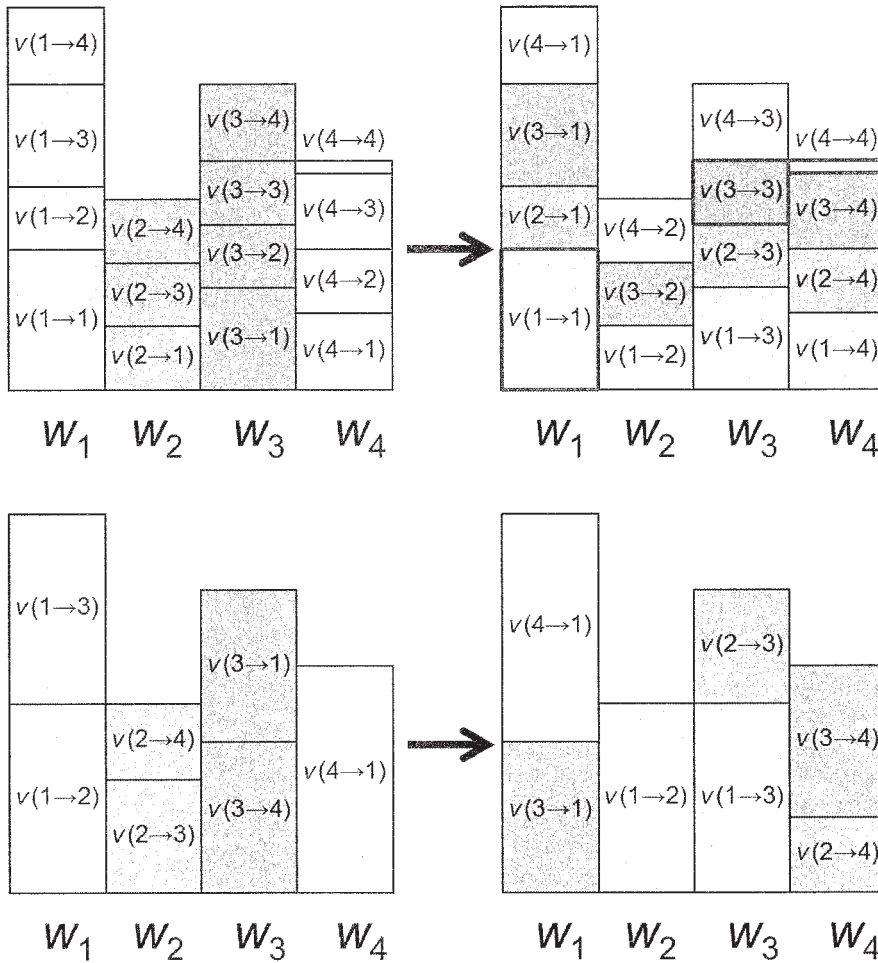 v(1→4)
v(1→3)
v(1→2)
v(1→1)
v(2→4)
v(2→3)
v(2→1)
v(3→4)
v(3→3)
v(3→2)
v(3→1)
v(4→4)
v(4→3)
v(4→2)
v(4→1)
w1 w2 w3 w4
v(4→1)
v(3→1)
v(2→1)
v(1→1)
v(4→2)
v(3→2)
v(1→2)
v(4→3)
v(3→3)
v(2→3)
v(1→3)
v(4→4)
v(3→4)
v(2→4)
v(1→4)
w1 w2 w3 w4
v(1→3)
v(1→2)
v(2→4)
v(2→3)
v(3→1)
v(3→4)
v(4→1)
w1 w2 w3 w4
v(4→1)
v(3→1)
v(1→2)
v(2→3)
v(1→3)
v(3→4)
v(2→4)
w1 w2 w3 w4